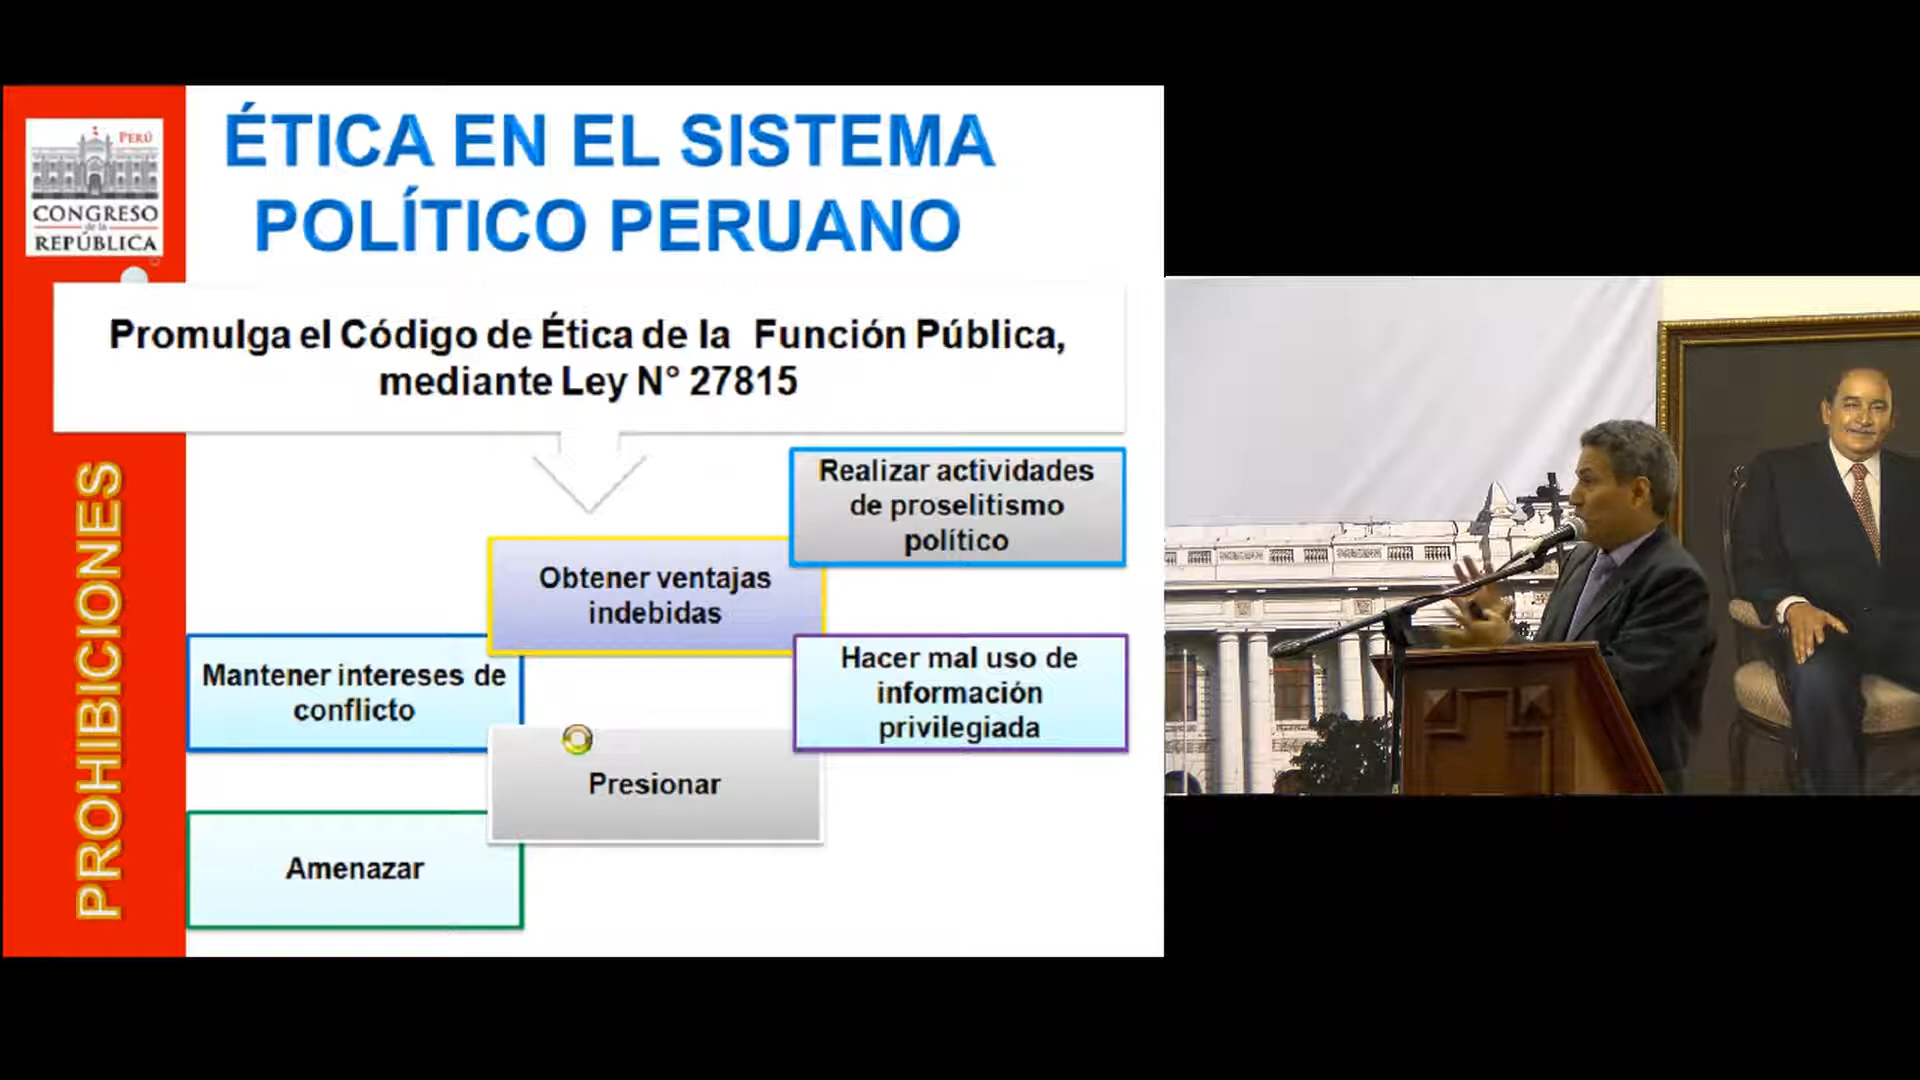 PERÚ
CONGRESO
de la
REPÚBLICA
ÉTICA EN EL SISTEMA
POLÍTICO PERUANO
Promulga el Código de Ética de la Función Pública,
mediante Ley N° 27815
PROHIBICIONES
Realizar actividades
de proselitismo
político
Obtener ventajas
indebidas
Mantener intereses de
conflicto
Hacer mal uso de
información
privilegiada
Presionar
Amenazar